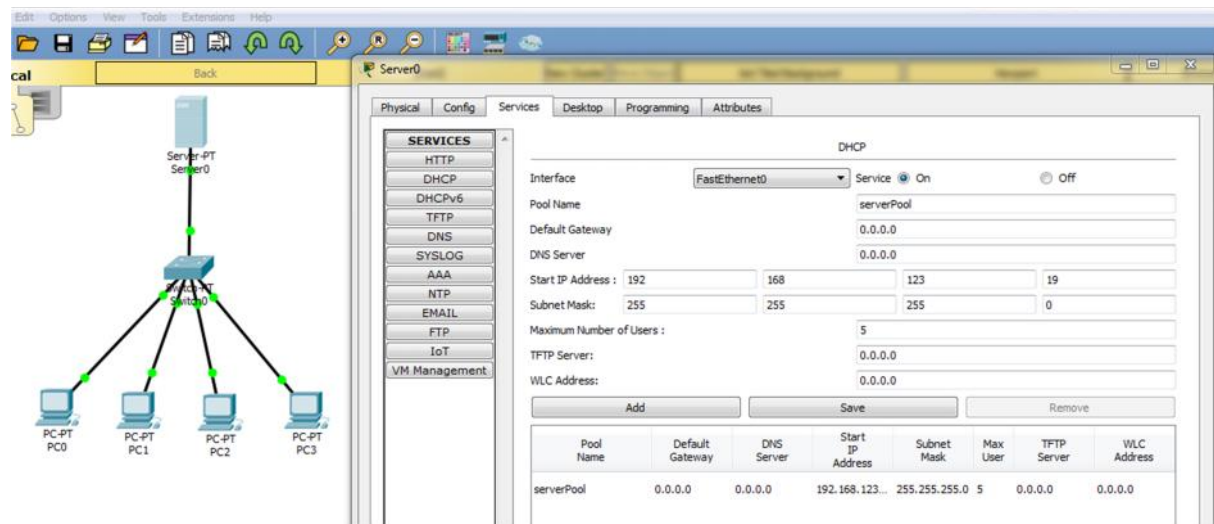 Edit Options View Tools Extensions Help
cal
Back
Server0
Physical Config Services Desktop Programming Attributes
SERVICES
HTTP
DHCP
DHCPv6
TFTP
DNS
SYSLOG
AAA
NTP
EMAIL
FTP
IoT
VM Management
DHCP
Interface FastEthernet0 Service On Off
Pool Name serverPool
Default Gateway 0.0.0.0
DNS Server 0.0.0.0
Start IP Address : 192 168 123 19
Subnet Mask: 255 255 255 0
Maximum Number of Users : 5
TFTP Server: 0.0.0.0
WLC Address: 0.0.0.0
Add Save Remove
Pool Name Default Gateway DNS Server Start IP Address Subnet Mask Max User TFTP Server WLC Address
serverPool 0.0.0.0 0.0.0.0 192.168.123... 255.255.255.0 5 0.0.0.0 0.0.0.0
Server-PT
Server0
Switch-PT
Switch0
PC-PT
PC0
PC-PT
PC1
PC-PT
PC2
PC-PT
PC3